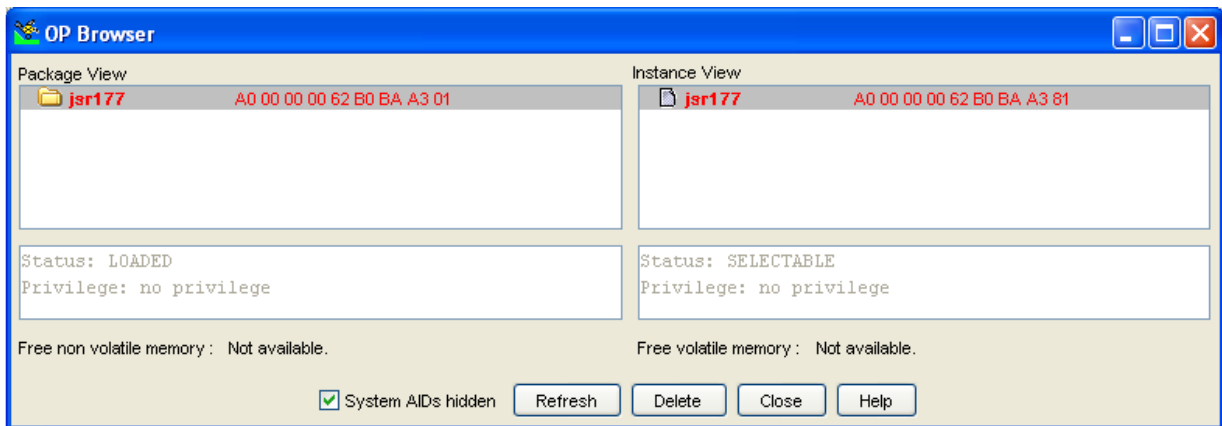 OP Browser
Package View
Instance View
jsr177 A0 00 00 00 62 B0 BA A3 01
jsr177 A0 00 00 00 62 B0 BA A3 81
Status: LOADED
Privilege: no privilege
Status: SELECTABLE
Privilege: no privilege
Free non volatile memory : Not available.
Free volatile memory : Not available.
System AIDs hidden Refresh Delete Close Help